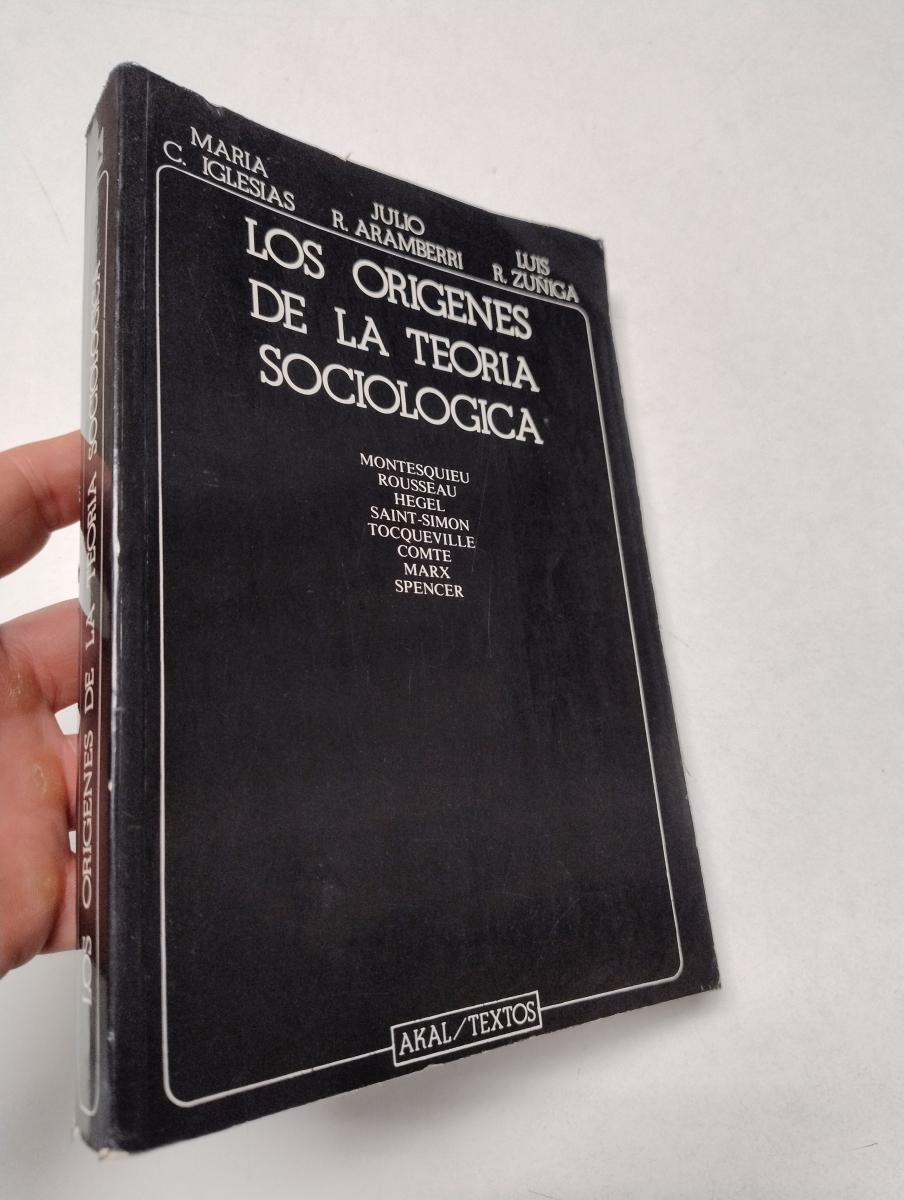 MARIA
C. IGLESIAS
JULIO
R. ARAMBERRI
LUIS
R. ZUÑIGA
LOS ORIGENES
DE LA TEORIA
SOCIOLOGICA
MONTESQUIEU
ROUSSEAU
HEGEL
SAINT-SIMON
TOCQUEVILLE
COMTE
MARX
SPENCER
AKAL/TEXTOS
LOS ORIGENES DE LA TEORIA SOCIOLOGICA